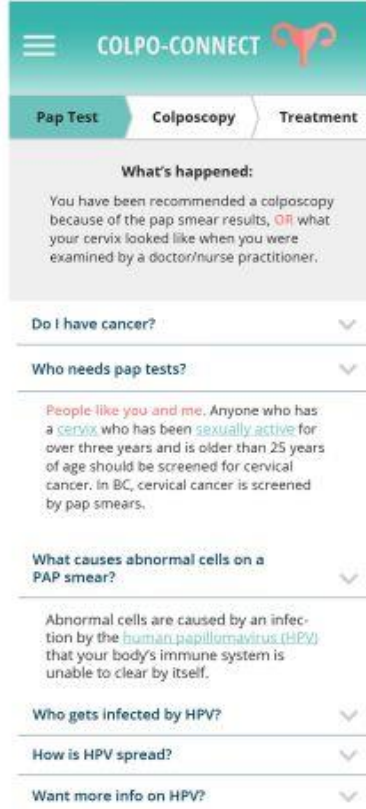 COLPO-CONNECT
Pap Test
Colposcopy
Treatment
What's happened:
You have been recommended a colposcopy
because of the pap smear results, OR what
your cervix looked like when you were
examined by a doctor/nurse practitioner.
Do I have cancer?
Who needs pap tests?
People like you and me. Anyone who has
a cervix who has been sexually active for
over three years and is older than 25 years
of age should be screened for cervical
cancer. In BC, cervical cancer is screened
by pap smears.
What causes abnormal cells on a
PAP smear?
Abnormal cells are caused by an infec-
tion by the human papillomavirus (HPV)
that your body's immune system is
unable to clear by itself.
Who gets infected by HPV?
How is HPV spread?
Want more info on HPV?